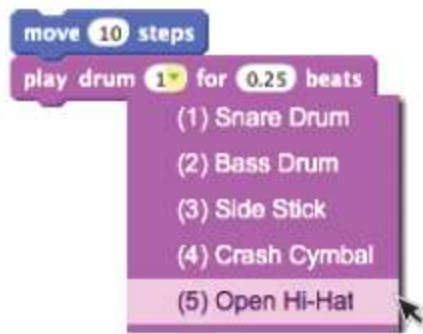 move 10 steps
play drum 1 for 0.25 beats
(1) Snare Drum
(2) Bass Drum
(3) Side Stick
(4) Crash Cymbal
(5) Open Hi-Hat